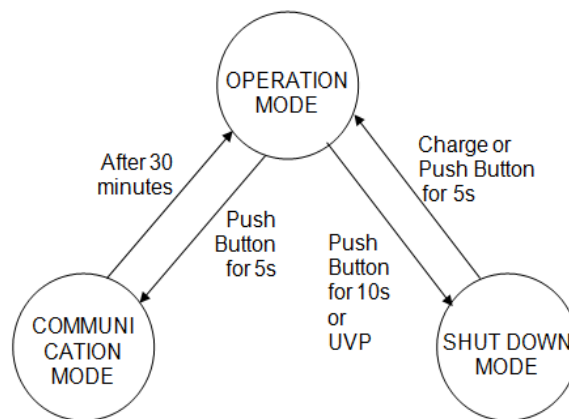 OPERATION
MODE
After 30
minutes
Push
Button
for 5s
Charge or
Push Button
for 5s
Push
Button
for 10s
or
UVP
COMMUNI
CATION
MODE
SHUT DOWN
MODE